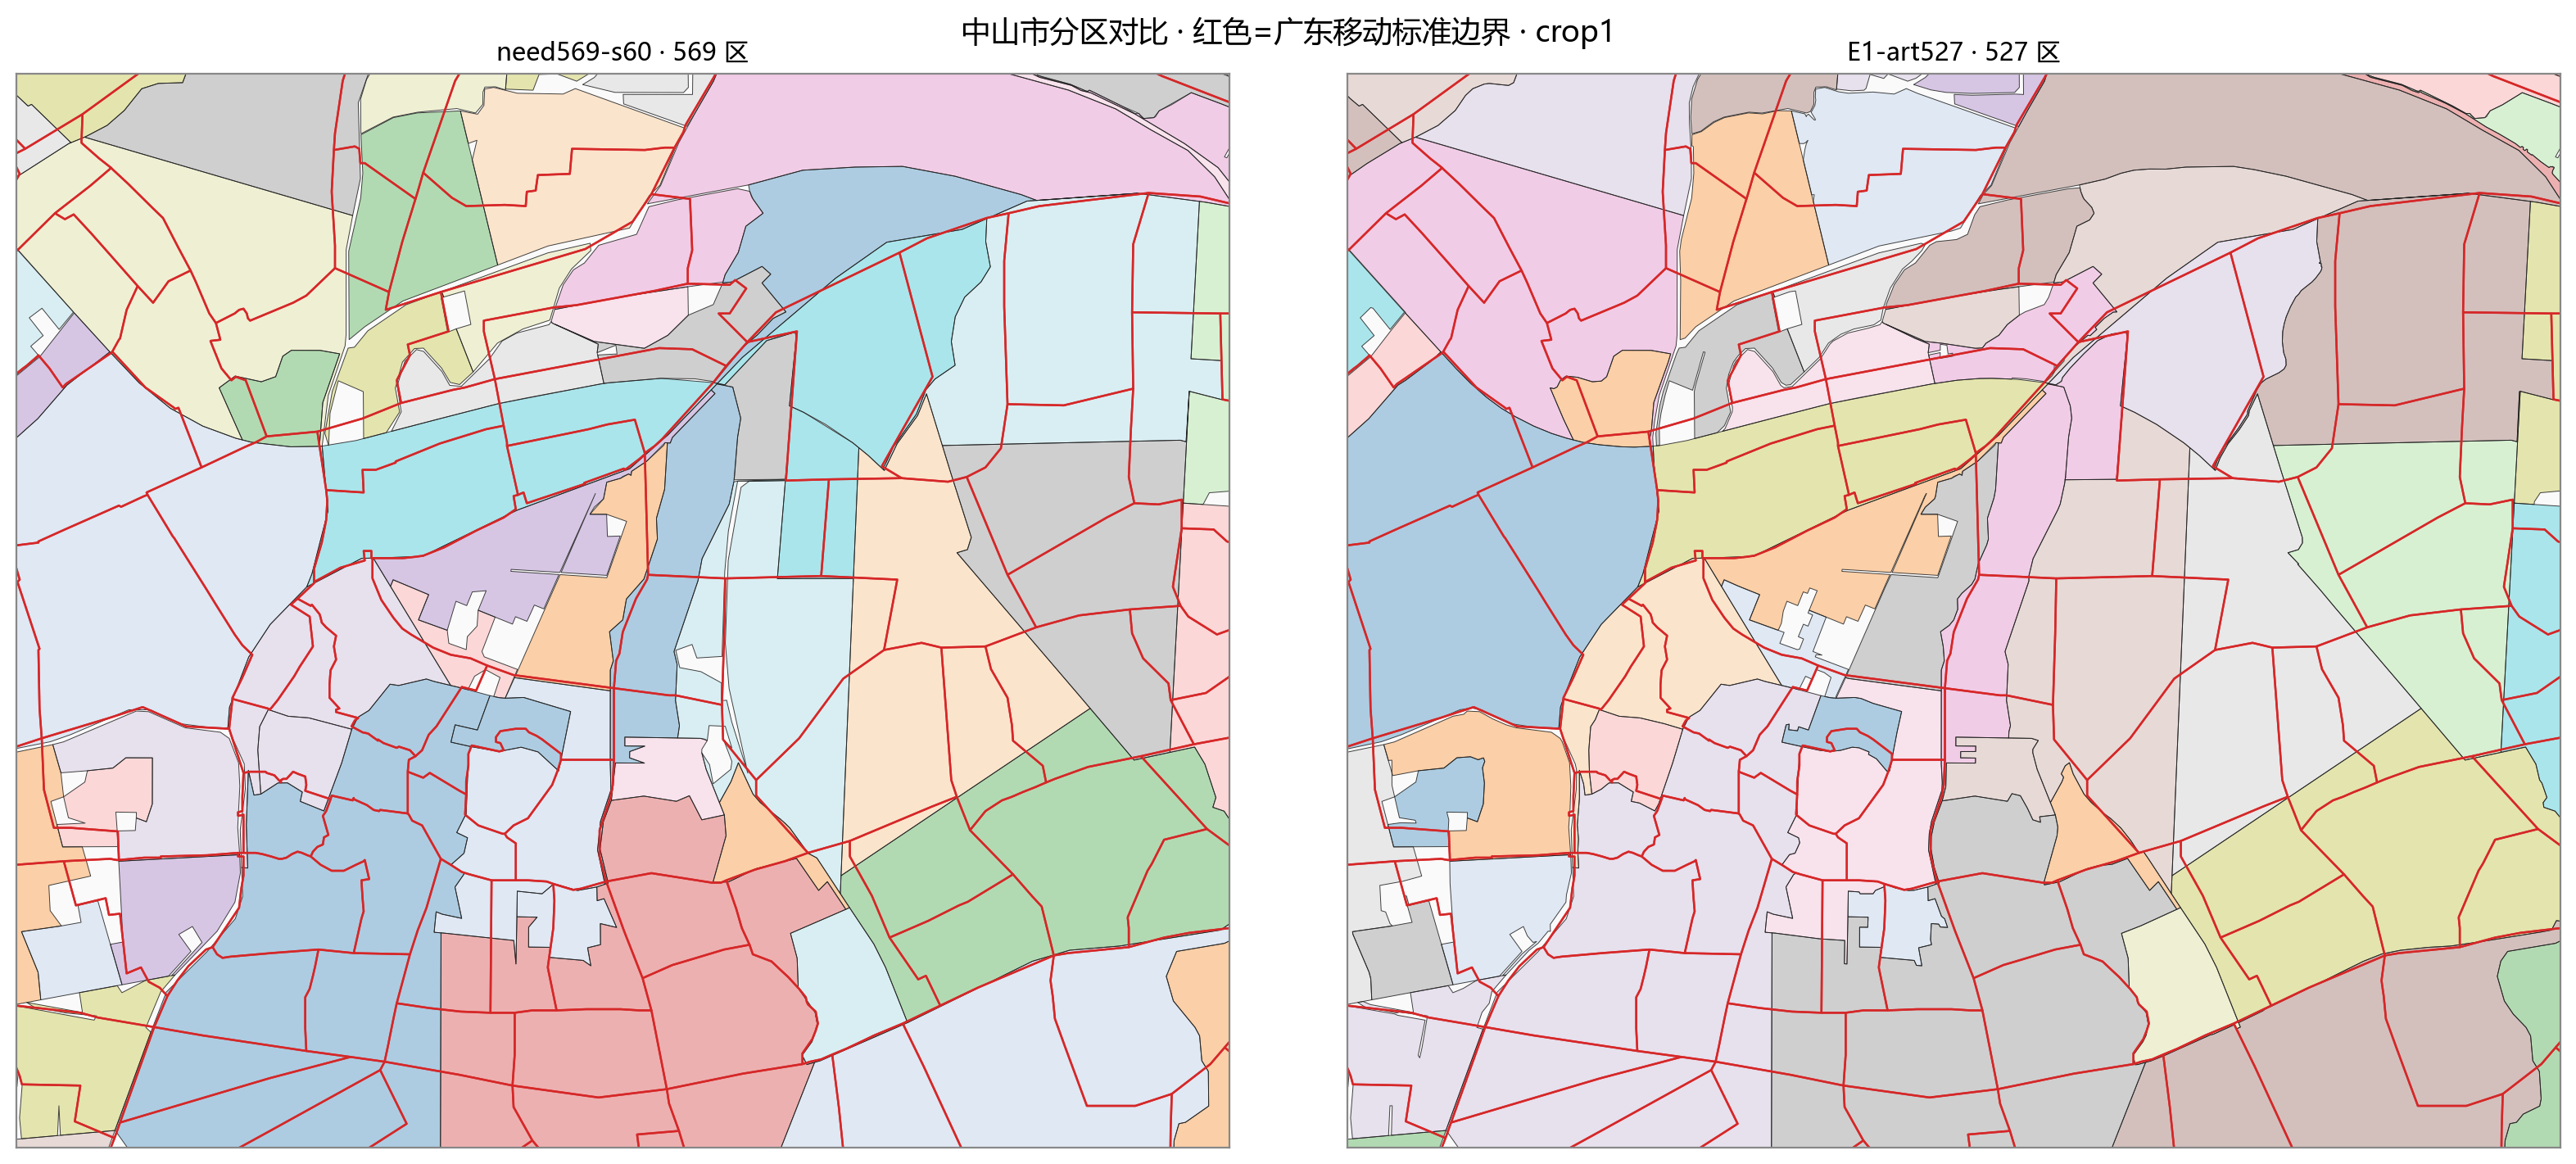 中山市分区对比 · 红色=广东移动标准边界 · crop1
need569-s60 · 569 区
E1-art527 · 527 区